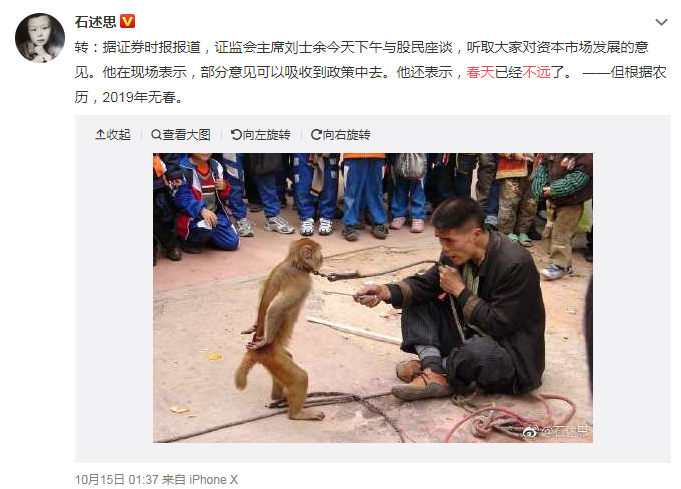 石述思
转：据证券时报报道，证监会主席刘士余今天下午与股民座谈，听取大家对资本市场发展的意
见。他在现场表示，部分意见可以吸收到政策中去。他还表示，春天已经不远了。 ——但根据农
历，2019年无春。
收起
查看大图
向左旋转
向右旋转
@石述思
10月15日 01:37 来自 iPhone X